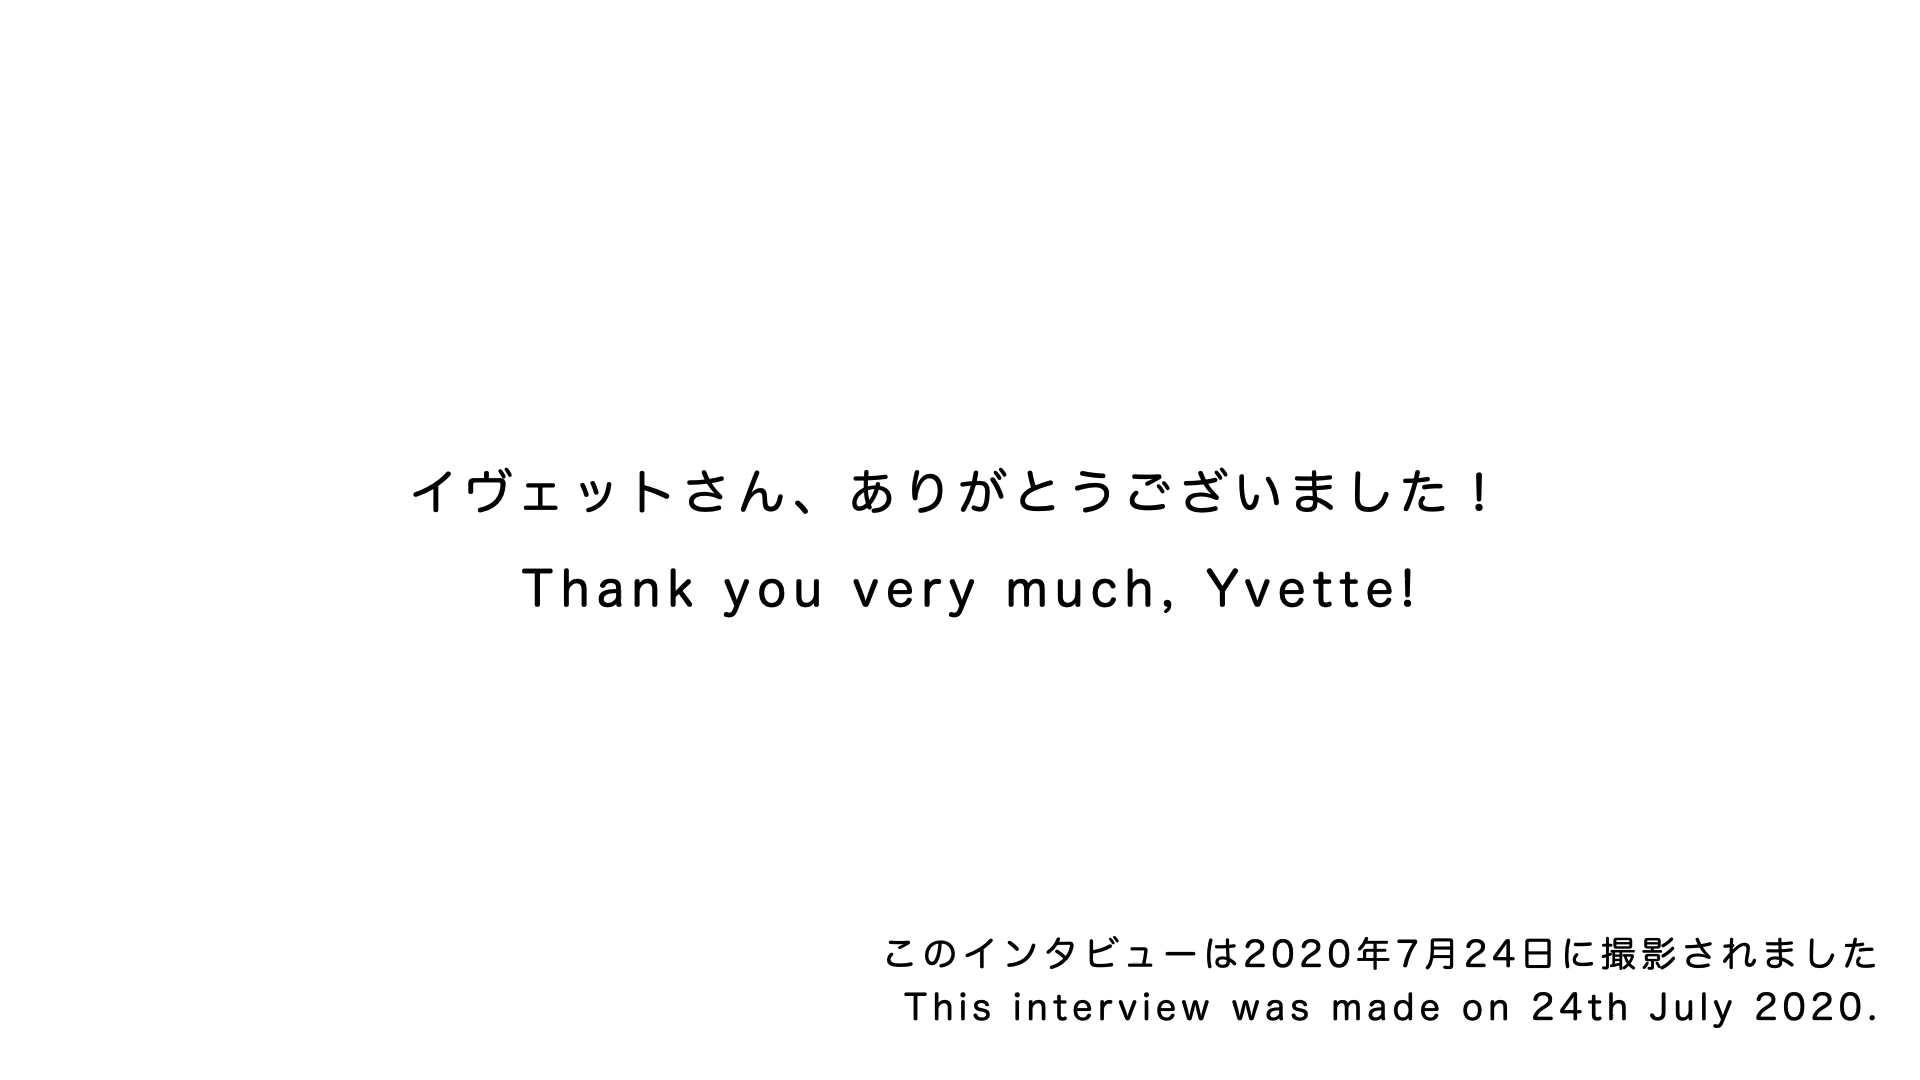 イヴェットさん、ありがとうございました！
Thank you very much, Yvette!
このインタビューは2020年7月24日に撮影されました
This interview was made on 24th July 2020.